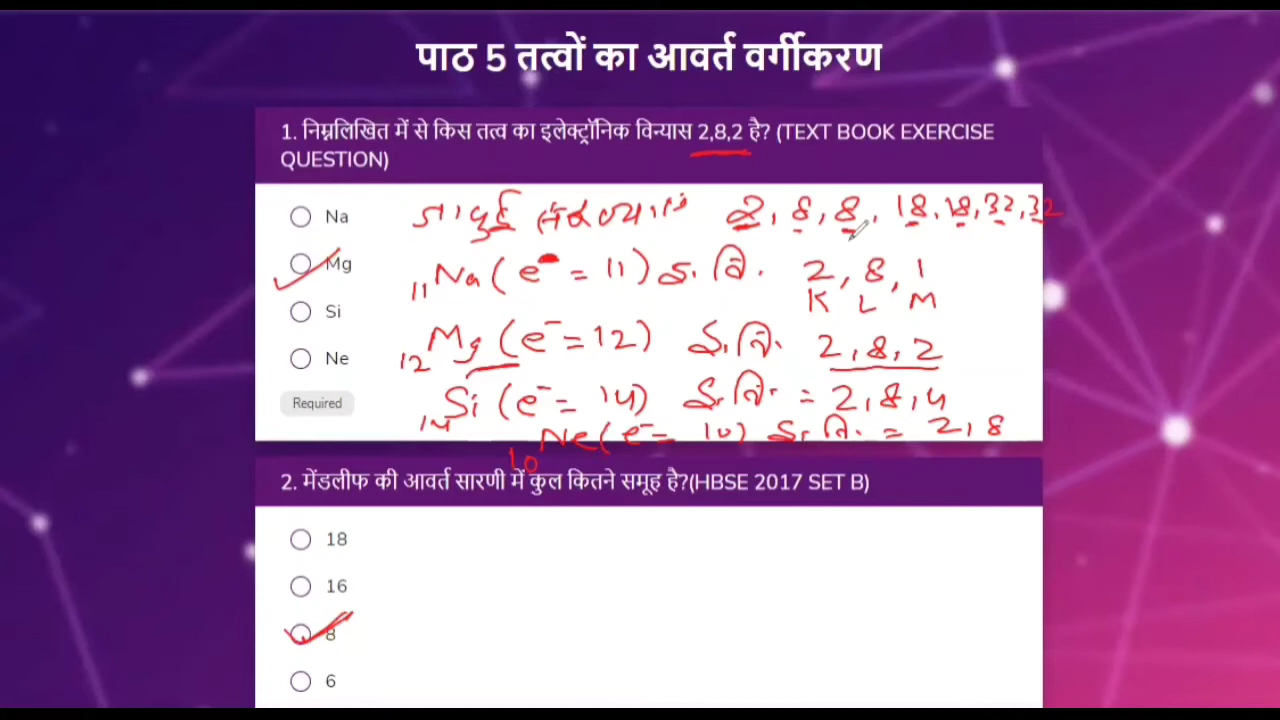 पाठ 5 तत्वों का आवर्त वर्गीकरण
1. निम्नलिखित में से किस तत्व का इलेक्ट्रॉनिक विन्यास 2,8,2 है? (TEXT BOOK EXERCISE
QUESTION)
Na
2, 8, 8, 18, 18, 32, 32
Mg
11Na (e⁻ = 11) इ. वि. 2, 8, 1
K L M
Si
12Mg (e⁻ = 12) इ. वि. 2, 8, 2
Ne
14Si (e⁻ = 14) इ. वि. = 2, 8, 4
Required
10Ne (e⁻ = 10) इ. वि. = 2, 8
2. मेंडलीफ की आवर्त सारणी में कुल कितने समूह है?(HBSE 2017 SET B)
18
16
8
6